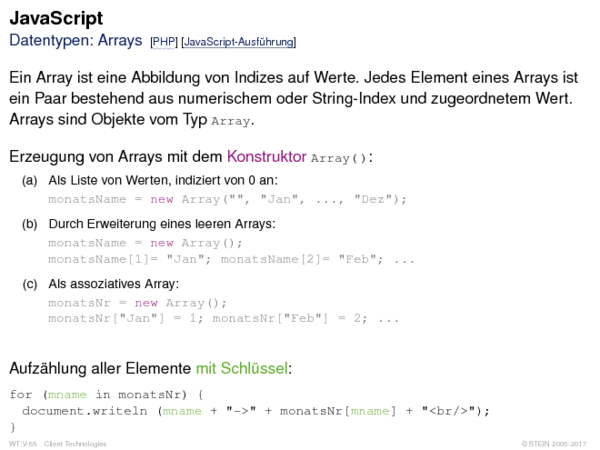 JavaScript
Datentypen: Arrays [PHP] [JavaScript-Ausführung]
Ein Array ist eine Abbildung von Indizes auf Werte. Jedes Element eines Arrays ist
ein Paar bestehend aus numerischem oder String-Index und zugeordnetem Wert.
Arrays sind Objekte vom Typ Array.
Erzeugung von Arrays mit dem Konstruktor Array():
(a) Als Liste von Werten, indiziert von 0 an:
monatsName = new Array("", "Jan", ..., "Dez");
(b) Durch Erweiterung eines leeren Arrays:
monatsName = new Array();
monatsName[1]= "Jan"; monatsName[2]= "Feb"; ...
(c) Als assoziatives Array:
monatsNr = new Array();
monatsNr["Jan"] = 1; monatsNr["Feb"] = 2; ...
Aufzählung aller Elemente mit Schlüssel:
for (mname in monatsNr) {
document.writeln (mname + "->" + monatsNr[mname] + "<br/>");
}
WT:V-65 Client Technologies © STEIN 2005-2017